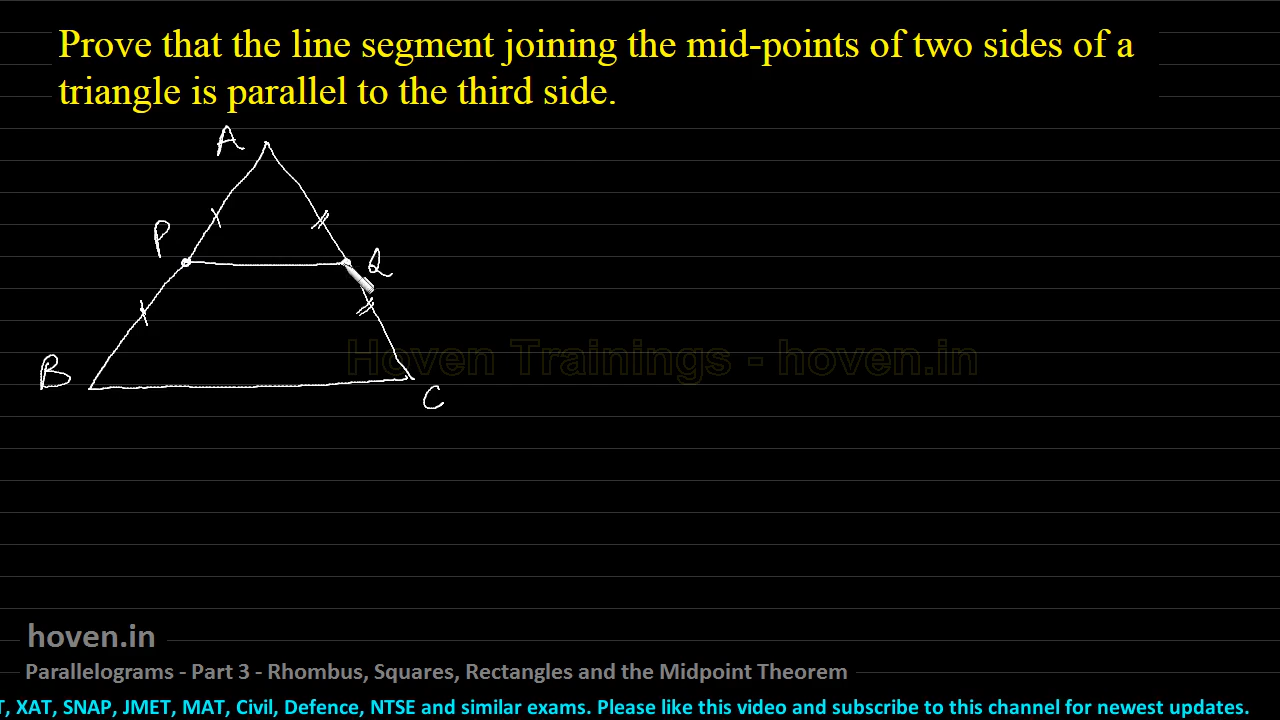 Prove that the line segment joining the mid-points of two sides of a
triangle is parallel to the third side.
A
P
Q
B
C
Hoven Trainings - hoven.in
hoven.in
Parallelograms - Part 3 - Rhombus, Squares, Rectangles and the Midpoint Theorem
T, XAT, SNAP, JMET, MAT, Civil, Defence, NTSE and similar exams. Please like this video and subscribe to this channel for newest updates.